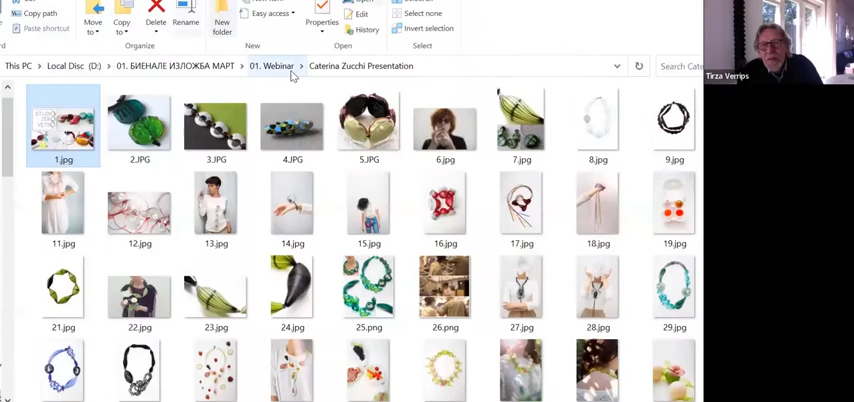 Cut
Copy path
Paste shortcut
Move to
Copy to
Delete
Rename
Organize
New folder
Easy access
New
Properties
Edit
History
Open
Select none
Invert selection
Select
This PC > Local Disc (D:) > 01. БИЕНАЛЕ ИЗЛОЖБА МАРТ > 01. Webinar > Caterina Zucchi Presentation
Search Cate
Tirza Verrips
1.jpg
2.JPG
3.JPG
4.JPG
5.JPG
6.jpg
7.jpg
8.jpg
9.jpg
11.jpg
12.jpg
13.jpg
14.jpg
15.jpg
16.jpg
17.jpg
18.jpg
19.jpg
21.jpg
22.jpg
23.jpg
24.jpg
25.png
26.png
27.jpg
28.jpg
29.jpg